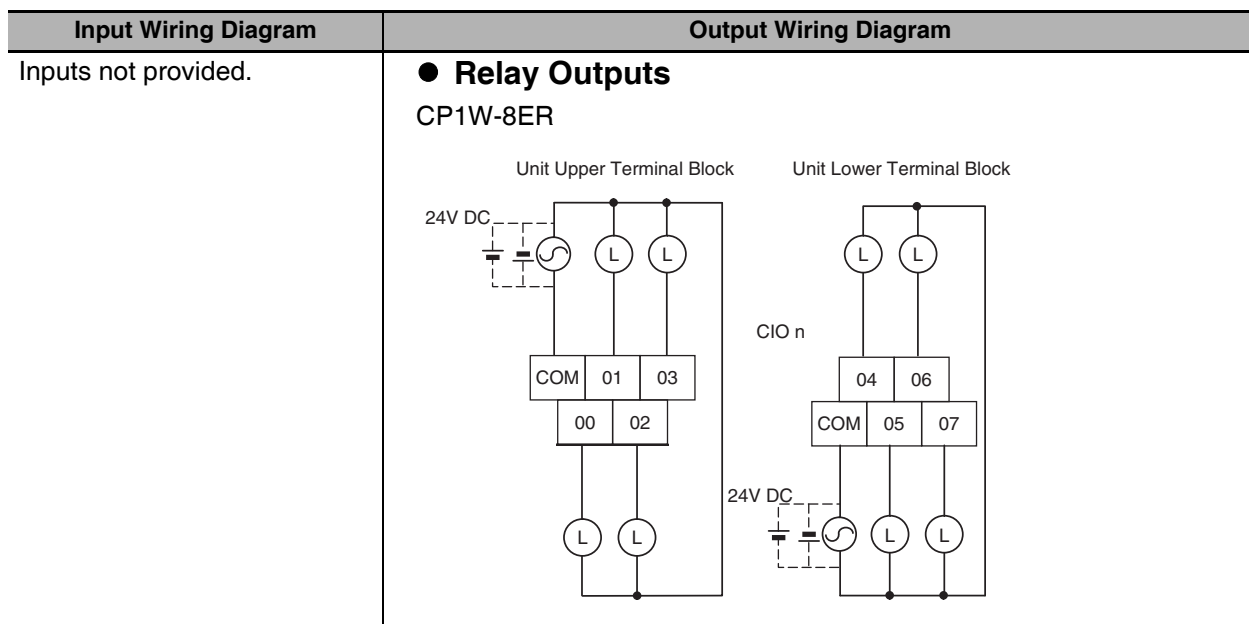 Input Wiring Diagram
Output Wiring Diagram
Inputs not provided.
● Relay Outputs
CP1W-8ER
Unit Upper Terminal Block
Unit Lower Terminal Block
24V DC
L L
L L
CIO n
COM 01 03
04 06
00 02
COM 05 07
24V DC
L L
L L